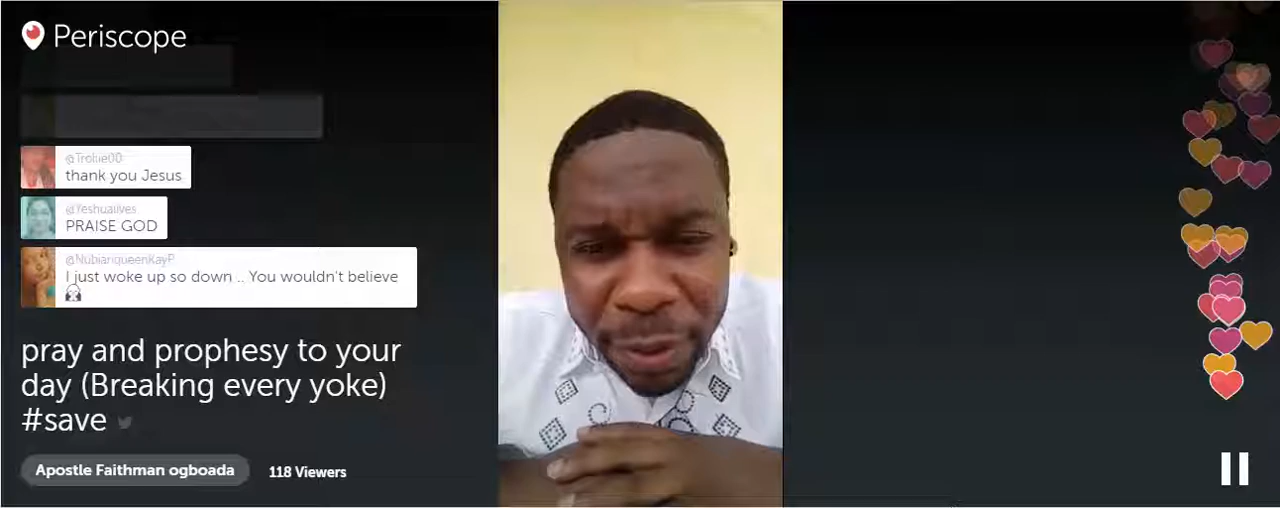 Periscope
@Trolue00
thank you Jesus
@Yeshualives
PRAISE GOD
@NubianqueenKayP
I just woke up so down .. You wouldn't believe
pray and prophesy to your
day (Breaking every yoke)
#save
Apostle Faithman ogboada
118 Viewers